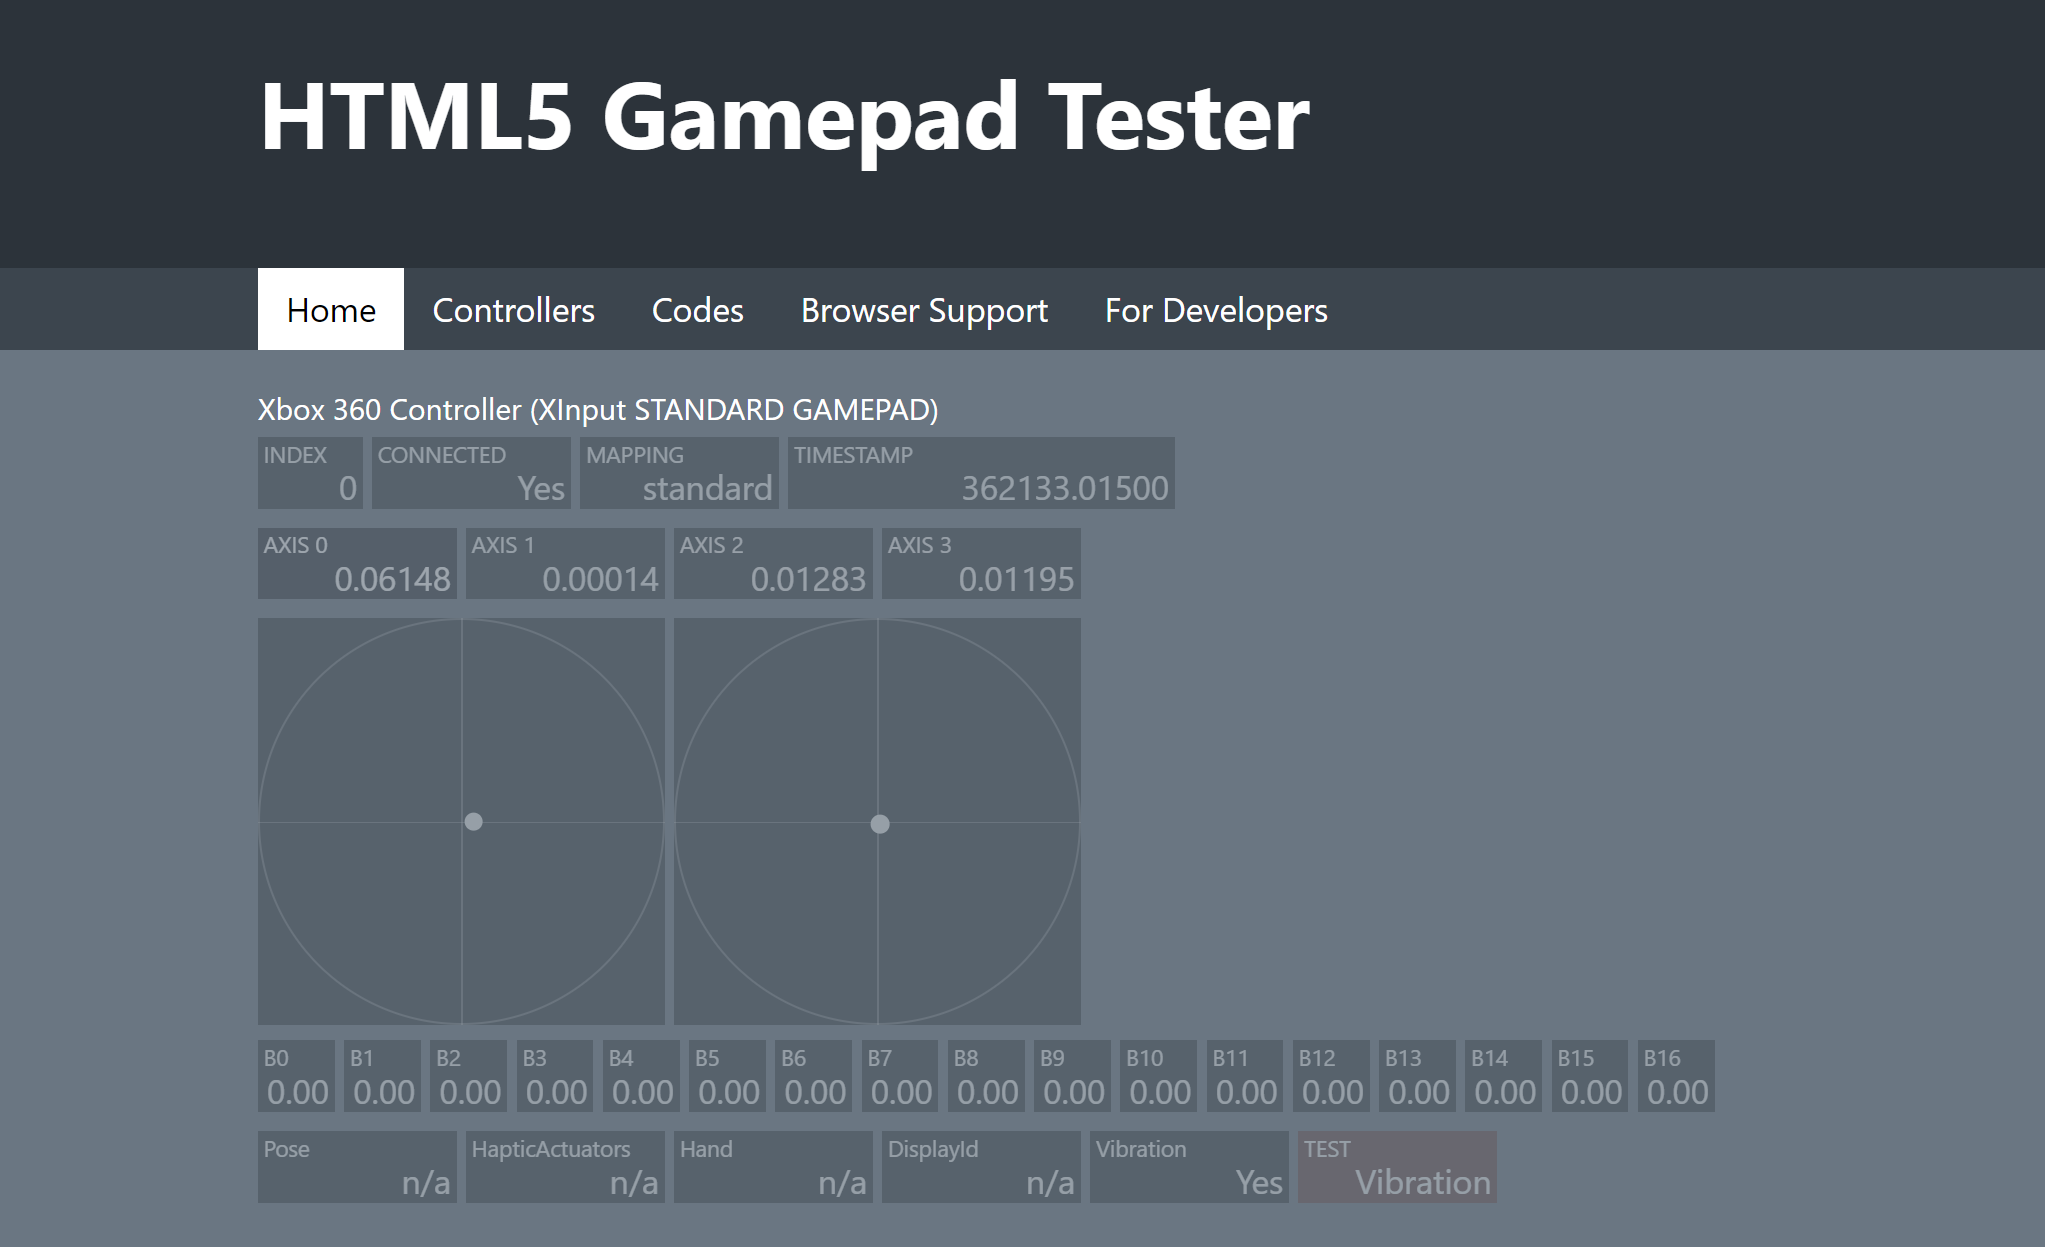 HTML5 Gamepad Tester
Home Controllers Codes Browser Support For Developers
Xbox 360 Controller (XInput STANDARD GAMEPAD)
INDEX CONNECTED MAPPING TIMESTAMP
0 Yes standard 362133.01500
AXIS 0 AXIS 1 AXIS 2 AXIS 3
0.06148 0.00014 0.01283 0.01195
B0 B1 B2 B3 B4 B5 B6 B7 B8 B9 B10 B11 B12 B13 B14 B15 B16
0.00 0.00 0.00 0.00 0.00 0.00 0.00 0.00 0.00 0.00 0.00 0.00 0.00 0.00 0.00 0.00 0.00
Pose HapticActuators Hand DisplayId Vibration TEST
n/a n/a n/a n/a Yes Vibration